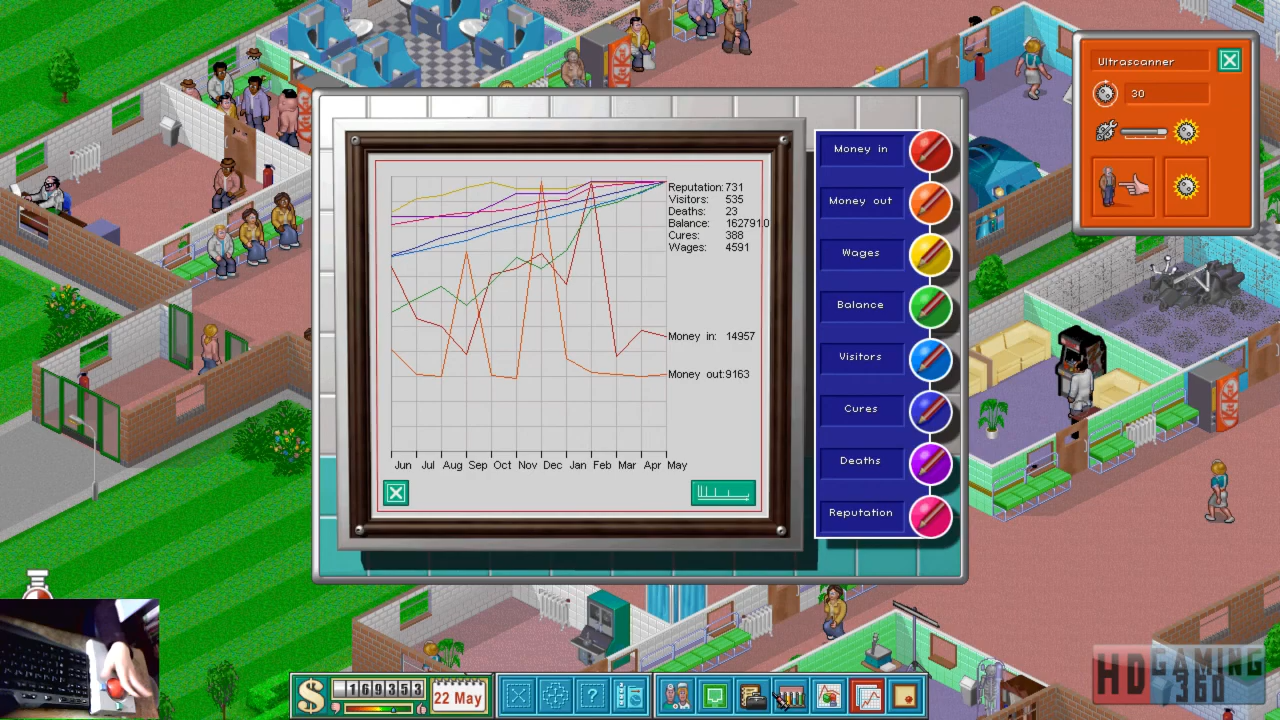 Ultrascanner
30
KitKat
Money in
Money out
Wages
Balance
Visitors
Cures
Deaths
Reputation
Reputation: 731
Visitors: 535
Deaths: 23
Balance: 1627910
Cures: 388
Wages: 4591
Money in: 14957
Money out: 9163
Jun Jul Aug Sep Oct Nov Dec Jan Feb Mar Apr May
KitKat
$ 169353
22 May
?
HD GAMING 360